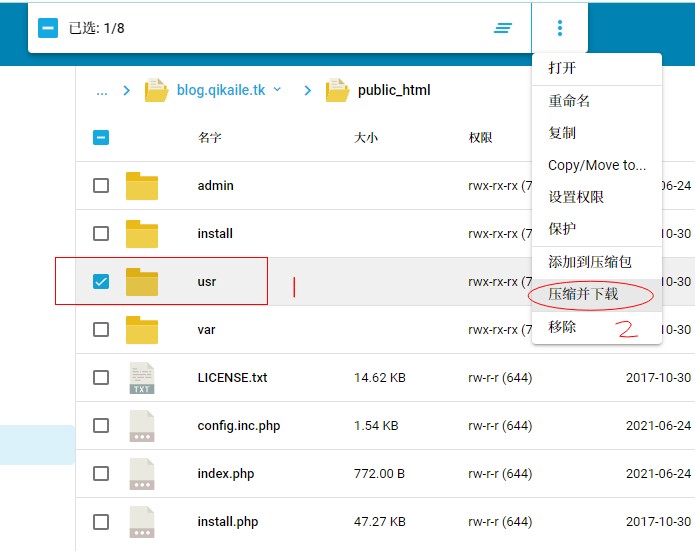 已选: 1/8
... blog.qikaile.tk public_html
打开
重命名
复制
Copy/Move to...
设置权限
保护
添加到压缩包
压缩并下载
移除
名字 大小 权限
admin rwx-rx-rx (7 06-24
install rwx-rx-rx (7 10-30
usr rwx-rx-rx (7 10-30
1
var rwx-rx-rx (7 10-30
2
LICENSE.txt 14.62 KB rw-r-r (644) 2017-10-30
TXT
config.inc.php 1.54 KB rw-r-r (644) 2021-06-24
index.php 772.00 B rw-r-r (644) 2021-06-24
install.php 47.27 KB rw-r-r (644) 2017-10-30